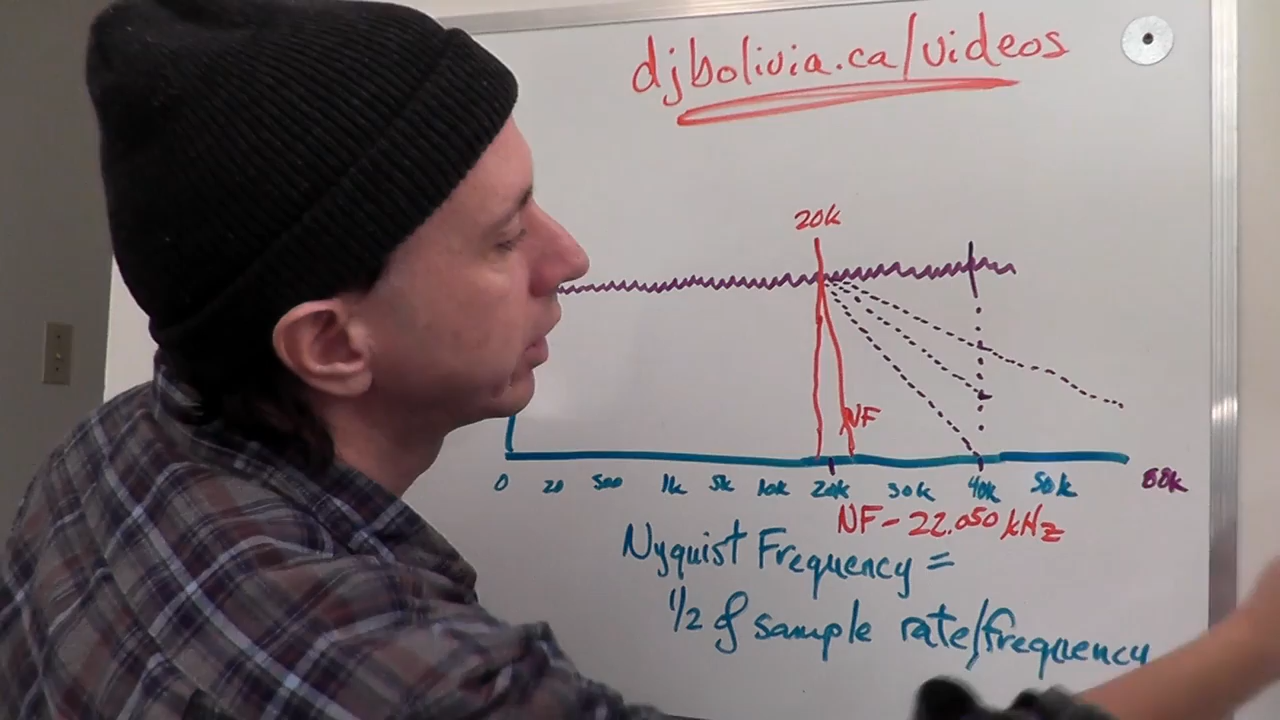 djbolivia.ca/videos
20k
NF
0 20 500 1k 5k 10k 20k 30k 40k 50k 88k
NF - 22.050 kHz
Nyquist Frequency =
1/2 of sample rate/frequency